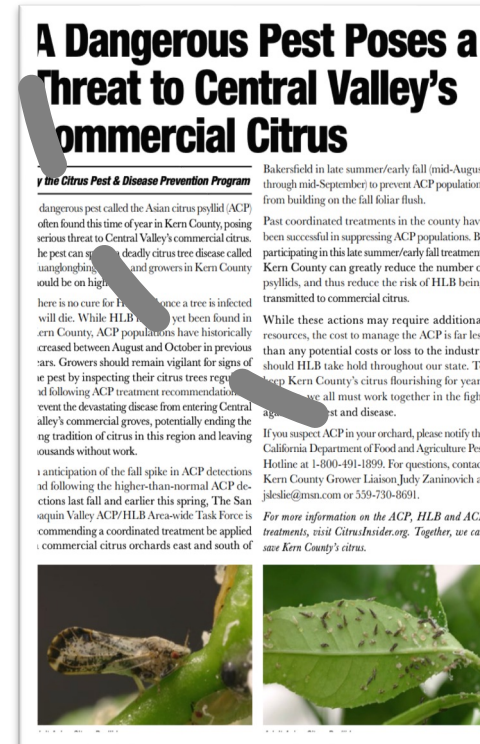 A Dangerous Pest Poses a
Threat to Central Valley's
ommercial Citrus
the Citrus Pest & Disease Prevention Program
dangerous pest called the Asian citrus psyllid (ACP)
often found this time of year in Kern County, posing
serious threat to Central Valley's commercial citrus.
he pest can deadly citrus tree disease called
uanglongbing and growers in Kern County
ould be on
here is no cure for once a tree is infected
will die. While HLB yet been found in
ern County, ACP populations have historically
creased between August and October in previous
ars. Growers should remain vigilant for signs of
e pest by inspecting their citrus trees
d following ACP treatment recommendation
event the devastating disease from entering Central
alley's commercial groves, potentially ending the
ng tradition of citrus in this region and leaving
ousands without work.
anticipation of the fall spike in ACP detections
d following the higher-than-normal ACP de-
ctions last fall and earlier this spring, The San
aquin Valley ACP/HLB Area-wide Task Force is
commending a coordinated treatment be applied
commercial citrus orchards east and south of
Bakersfield in late summer/early fall (mid-Augus
through mid-September) to prevent ACP population
from building on the fall foliar flush.
Past coordinated treatments in the county hav
been successful in suppressing ACP populations. B
participating in this late summer/early fall treatmen
Kern County can greatly reduce the number o
psyllids, and thus reduce the risk of HLB bein
transmitted to commercial citrus.
While these actions may require additiona
resources, the cost to manage the ACP is far les
than any potential costs or loss to the industr
should HLB take hold throughout our state. T
keep Kern County's citrus flourishing for year
we all must work together in the figh
st and disease.
If you suspect ACP in your orchard, please notify th
California Department of Food and Agriculture Pes
Hotline at 1-800-491-1899. For questions, contac
Kern County Grower Liaison Judy Zaninovich a
jsleslie@msn.com or 559-730-8691.
For more information on the ACP, HLB and AC
treatments, visit CitrusInsider.org. Together, we ca
save Kern County's citrus.